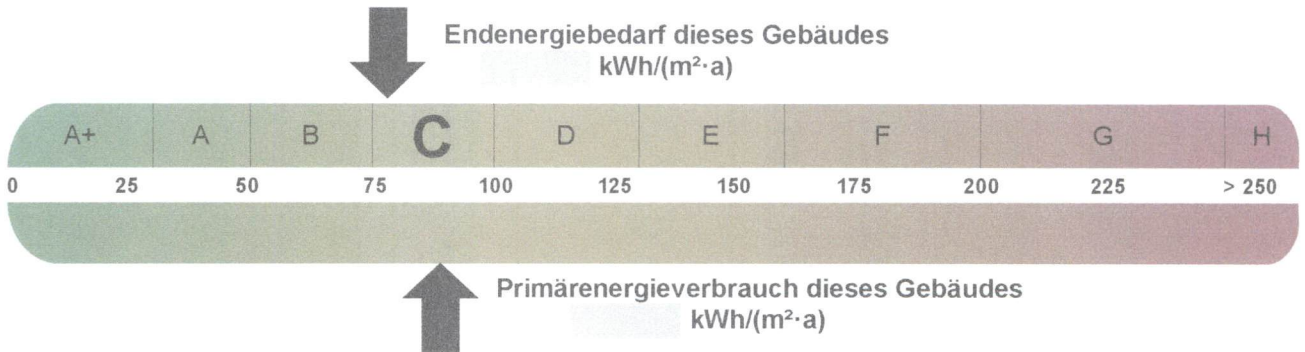 Endenergiebedarf dieses Gebäudes
kWh/(m²·a)
A+ A B C D E F G H
0 25 50 75 100 125 150 175 200 225 > 250
Primärenergieverbrauch dieses Gebäudes
kWh/(m²·a)